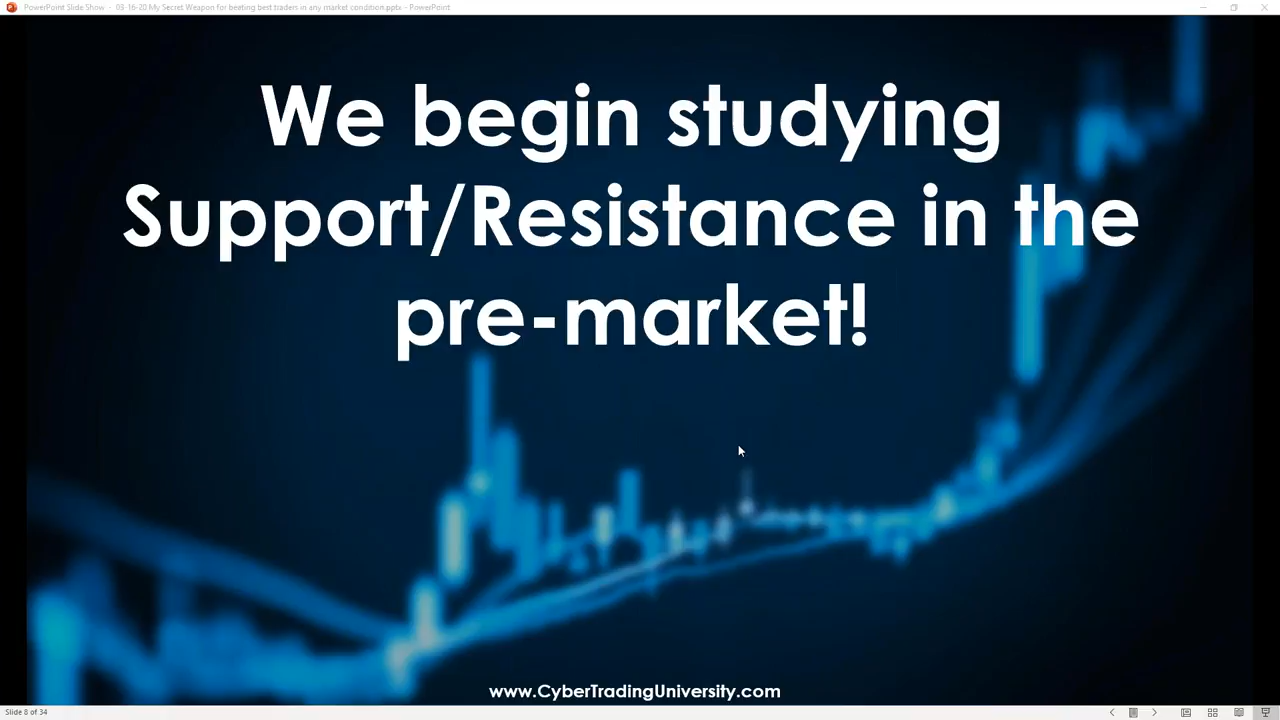 PowerPoint Slide Show - 03-16-20 My Secret Weapon for beating best traders in any market condition.pptx - PowerPoint
We begin studying
Support/Resistance in the
pre-market!
www.CyberTradingUniversity.com
Slide 8 of 34